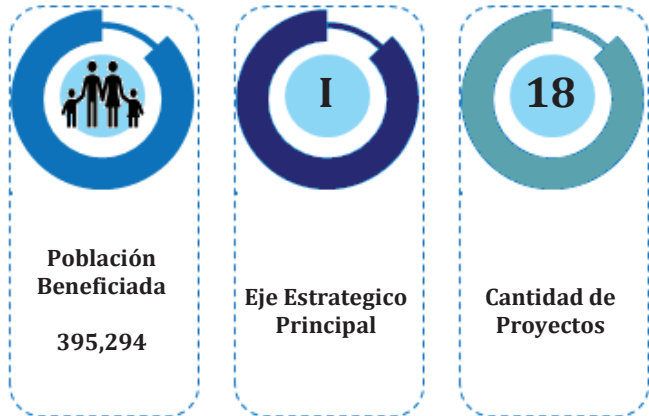 Población
Beneficiada
395,294
I
Eje Estrategico
Principal
18
Cantidad de
Proyectos